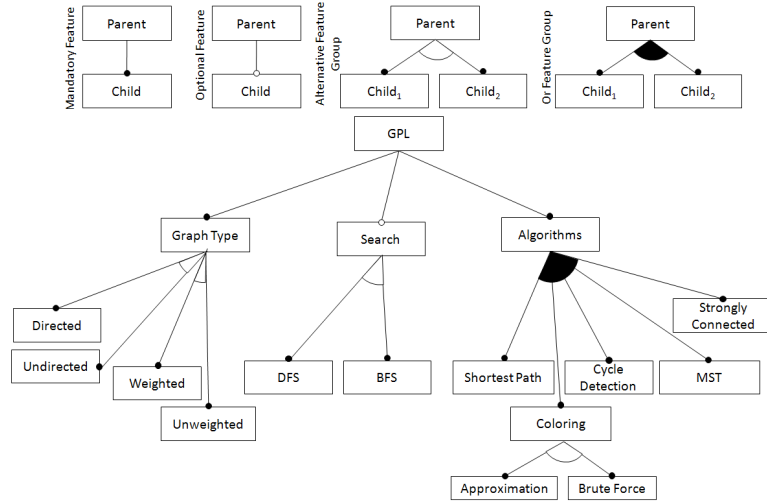 Mandatory Feature
Parent
Child
Optional Feature
Parent
Child
Alternative Feature
Group
Parent
Child₁
Child₂
Or Feature Group
Parent
Child₁
Child₂
GPL
Graph Type
Search
Algorithms
Directed
Undirected
Weighted
Unweighted
DFS
BFS
Shortest Path
Cycle
Detection
MST
Strongly
Connected
Coloring
Approximation
Brute Force